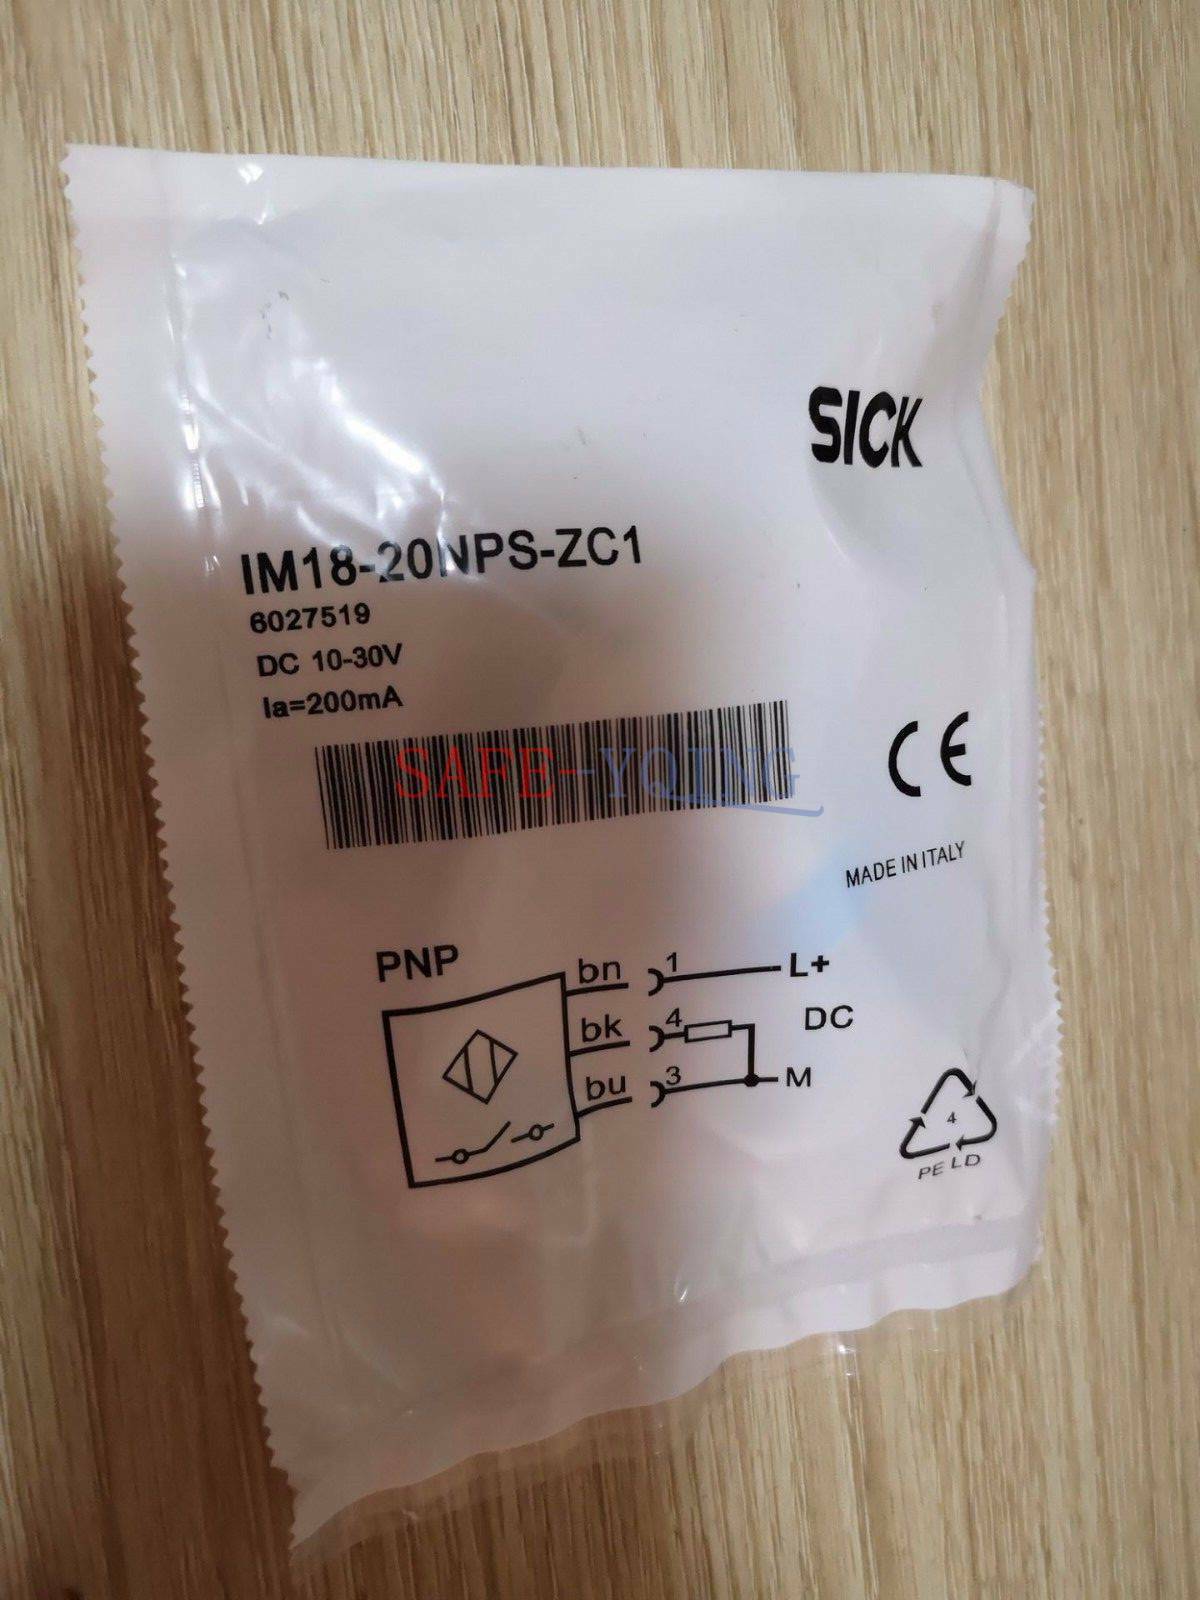 SICK
IM18-20NPS-ZC1
6027519
DC 10-30V
Ia=200mA
SAFE-YQING
CE
MADE IN ITALY
PNP
bn 1 L+
bk 4 DC
bu 3 M
4
PE LD